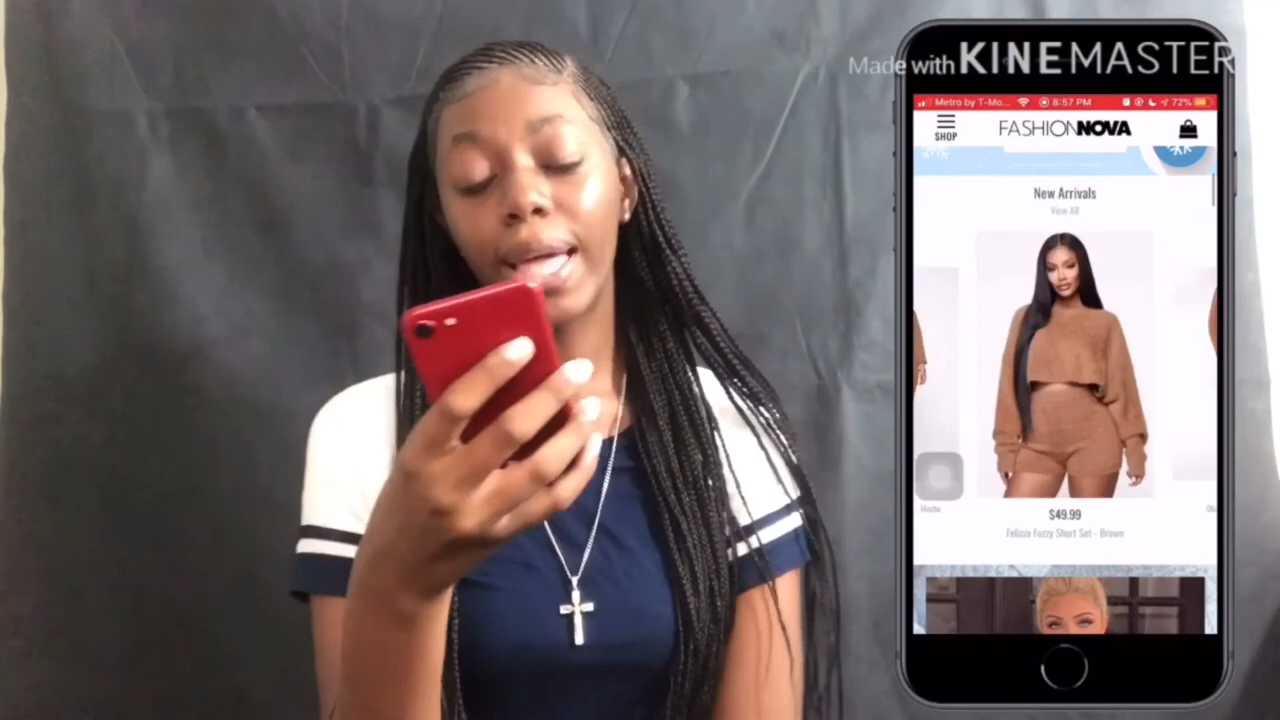 Made with KINEMASTER
Metro by T-Mo... 8:57 PM 72%
SHOP
FASHIONNOVA
New Arrivals
View All
$49.99
Mocha
Felicia Fuzzy Short Set - Brown